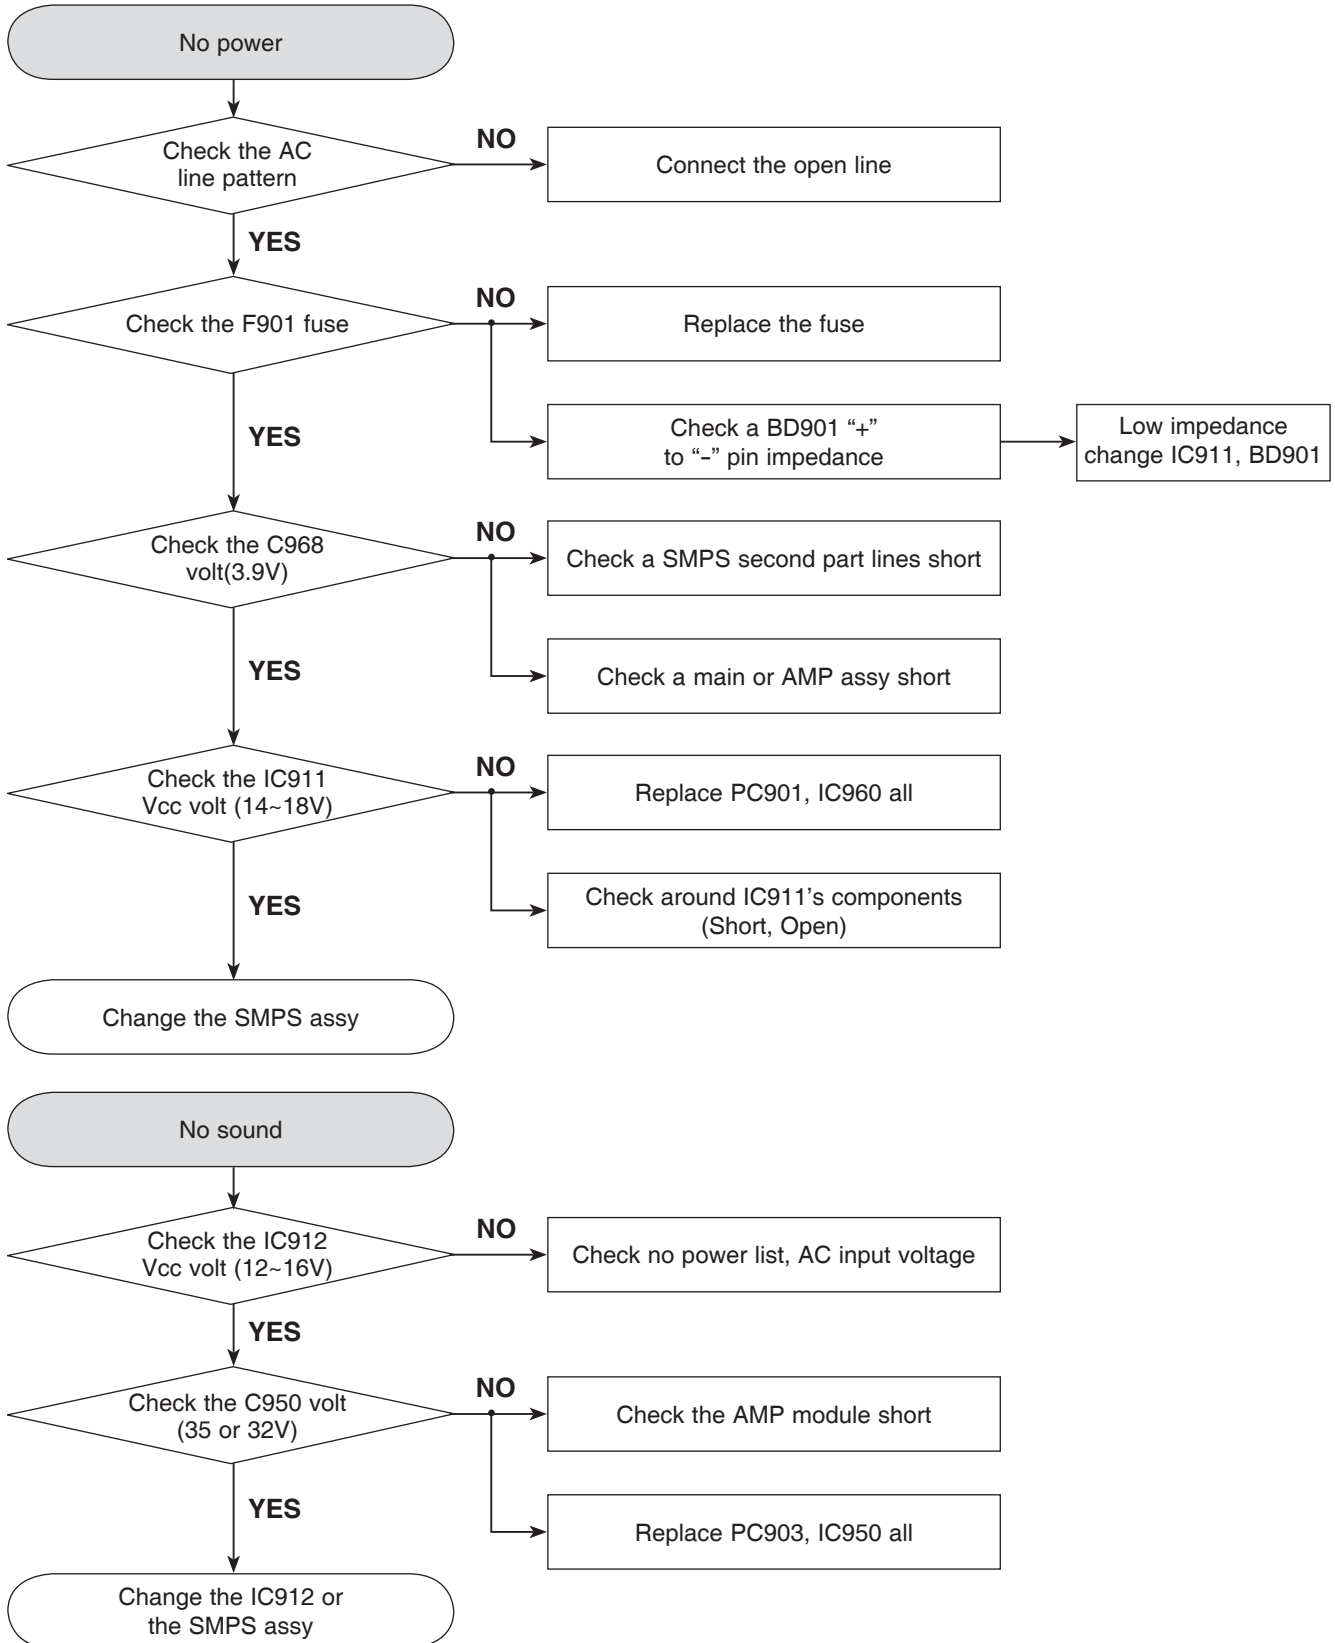 No power
Check the AC
line pattern
NO
Connect the open line
YES
Check the F901 fuse
NO
Replace the fuse
Check a BD901 “+”
to “-” pin impedance
Low impedance
change IC911, BD901
YES
Check the C968
volt(3.9V)
NO
Check a SMPS second part lines short
Check a main or AMP assy short
YES
Check the IC911
Vcc volt (14~18V)
NO
Replace PC901, IC960 all
Check around IC911’s components
(Short, Open)
YES
Change the SMPS assy
No sound
Check the IC912
Vcc volt (12~16V)
NO
Check no power list, AC input voltage
YES
Check the C950 volt
(35 or 32V)
NO
Check the AMP module short
Replace PC903, IC950 all
YES
Change the IC912 or
the SMPS assy